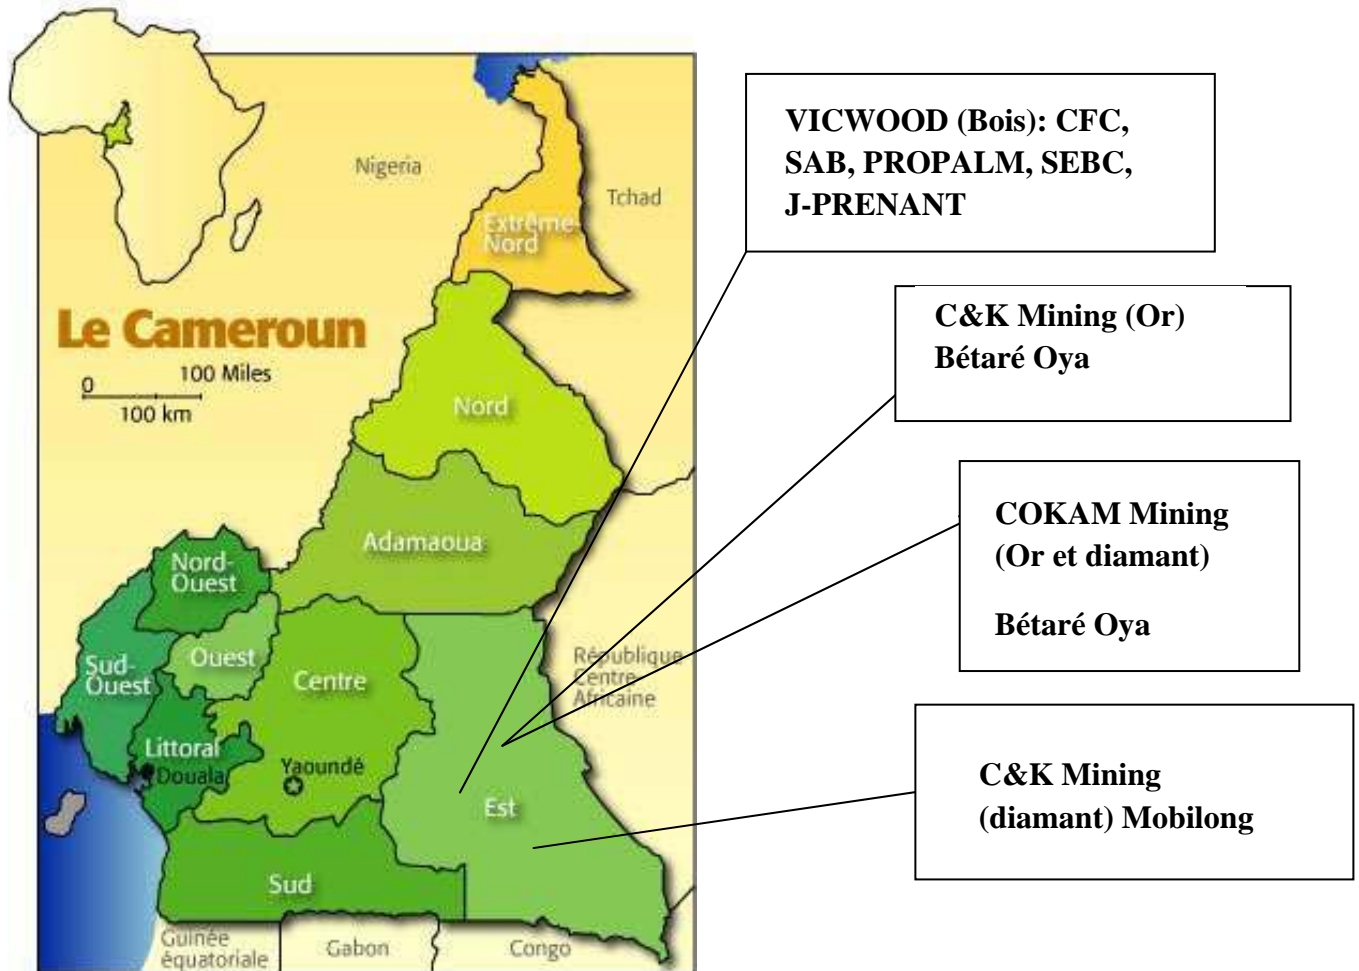 Nigeria
Tchad
Extrême-
Nord
Le Cameroun
0
100 Miles
100 km
Nord
Adamaoua
Nord-
Ouest
Ouest
Sud-
Ouest
Centre
République
Centre-
Africaine
Littoral
Douala
Yaoundé
Est
Sud
Guinée
équatoriale
Gabon
Congo
VICWOOD (Bois): CFC,
SAB, PROPALM, SEBC,
J-PRENANT
C&K Mining (Or)
Bétaré Oya
COKAM Mining
(Or et diamant)
Bétaré Oya
C&K Mining
(diamant) Mobilong